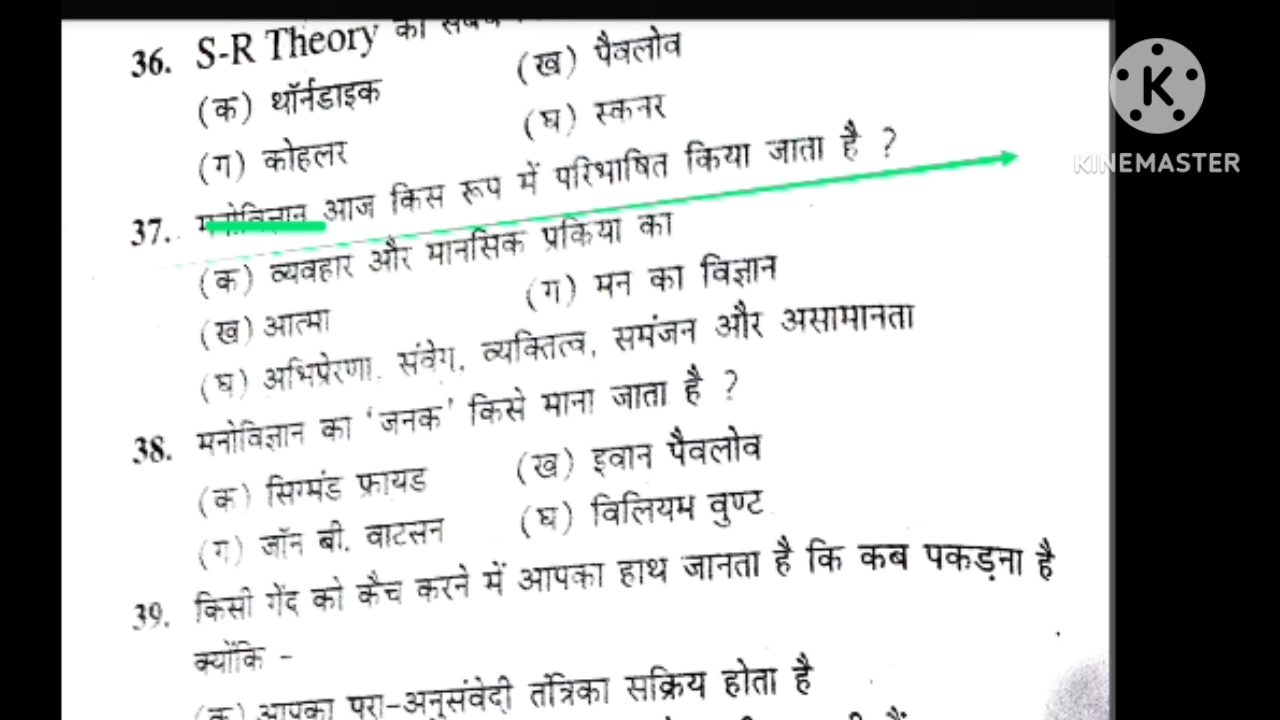 36. S-R Theory का संबंध
(क) थॉर्नडाइक (ख) पैवलोव
(ग) कोहलर (घ) स्कनर
37. मनोविज्ञान आज किस रूप में परिभाषित किया जाता है ?
(क) व्यवहार और मानसिक प्रकिया का
(ख) आत्मा (ग) मन का विज्ञान
(घ) अभिप्रेरणा, संवेग, व्यक्तित्व, समंजन और असामानता
38. मनोविज्ञान का 'जनक' किसे माना जाता है ?
(क) सिग्मंड फ्रायड (ख) इवान पैवलोव
(ग) जॉन बी. वाटसन (घ) विलियम वुण्ट
39. किसी गेंद को कैच करने में आपका हाथ जानता है कि कब पकड़ना है
क्योंकि -
(क) आपका परा-अनुसंवेदी तंत्रिका सक्रिय होता है
K
KINEMASTER